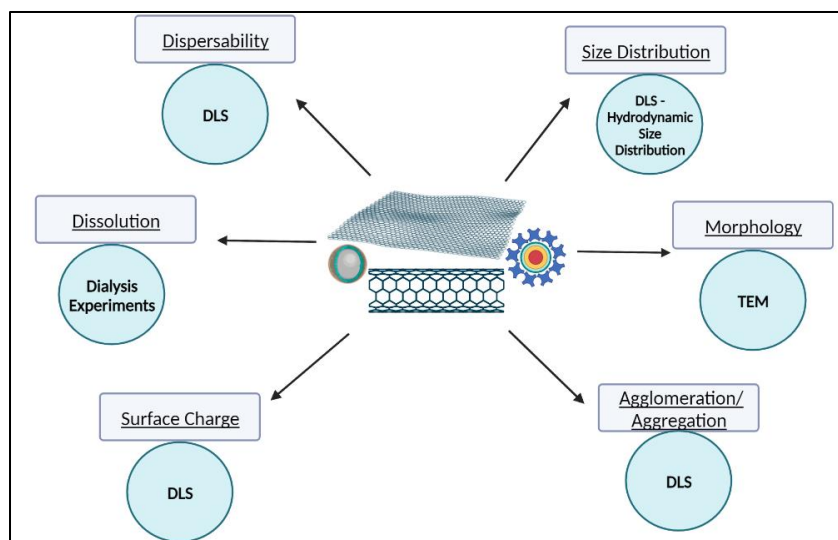 Dispersability
DLS
Size Distribution
DLS -
Hydrodynamic
Size
Distribution
Dissolution
Dialysis
Experiments
Morphology
TEM
Surface Charge
DLS
Agglomeration/
Aggregation
DLS